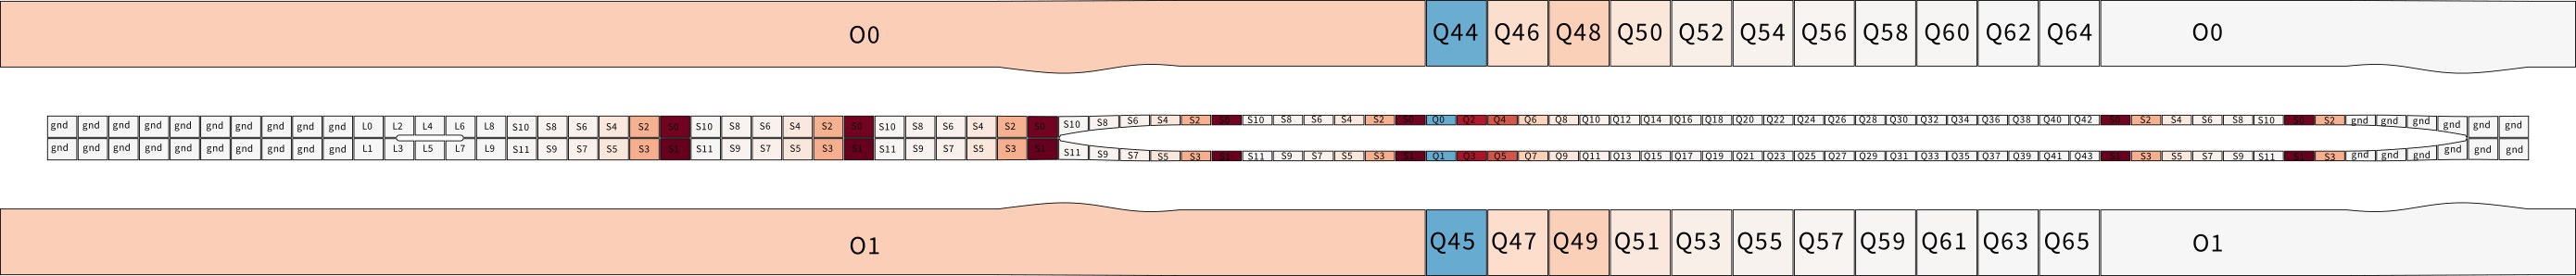 O0 Q44 Q46 Q48 Q50 Q52 Q54 Q56 Q58 Q60 Q62 Q64 O0
gnd gnd gnd gnd gnd gnd gnd gnd gnd gnd L0 L2 L4 L6 L8 S10 S8 S6 S4 S2 S0 S10 S8 S6 S4 S2 S0 S10 S8 S6 S4 S2 S0 S10 S8 S6 S4 S2 S0 S10 S8 S6 S4 S2 S0 Q0 Q2 Q4 Q6 Q8 Q10 Q12 Q14 Q16 Q18 Q20 Q22 Q24 Q26 Q28 Q30 Q32 Q34 Q36 Q38 Q40 Q42 S0 S2 S4 S6 S8 S10 S0 S2 gnd gnd gnd gnd gnd gnd
gnd gnd gnd gnd gnd gnd gnd gnd gnd gnd L1 L3 L5 L7 L9 S11 S9 S7 S5 S3 S1 S11 S9 S7 S5 S3 S1 S11 S9 S7 S5 S3 S1 S11 S9 S7 S5 S3 S1 S11 S9 S7 S5 S3 S1 Q1 Q3 Q5 Q7 Q9 Q11 Q13 Q15 Q17 Q19 Q21 Q23 Q25 Q27 Q29 Q33 Q34 Q35 Q37 Q39 Q41 Q43 S1 S3 S5 S7 S9 S11 S1 S3 gnd gnd gnd gnd gnd gnd
O1 Q45 Q47 Q49 Q51 Q53 Q55 Q57 Q59 Q61 Q63 Q65 O1